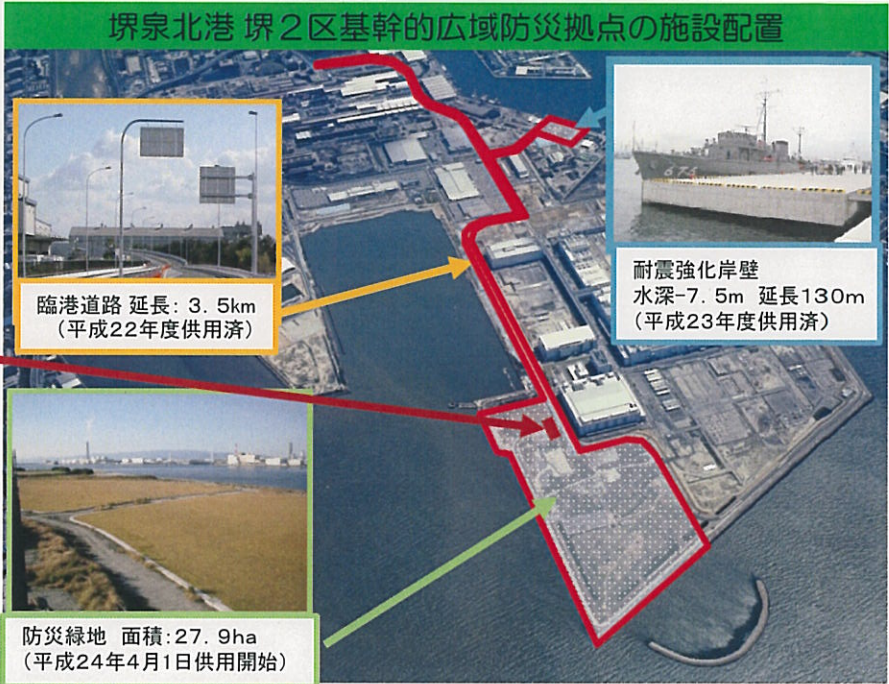 堺泉北港 堺2区基幹的広域防災拠点の施設配置
臨港道路 延長:3.5km
(平成22年度供用済)
674
耐震強化岸壁
水深-7.5m 延長130m
(平成23年度供用済)
防災緑地 面積:27.9ha
(平成24年4月1日供用開始)